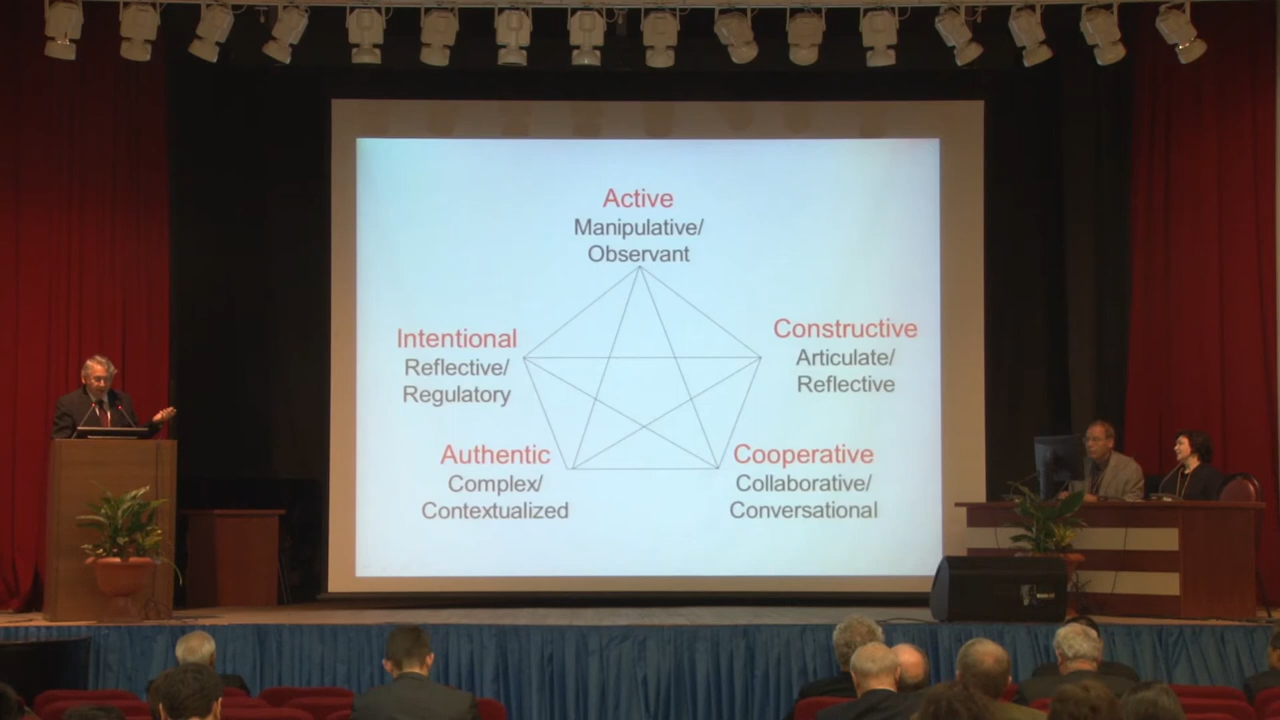 Active
Manipulative/
Observant
Intentional
Reflective/
Regulatory
Constructive
Articulate/
Reflective
Authentic
Complex/
Contextualized
Cooperative
Collaborative/
Conversational